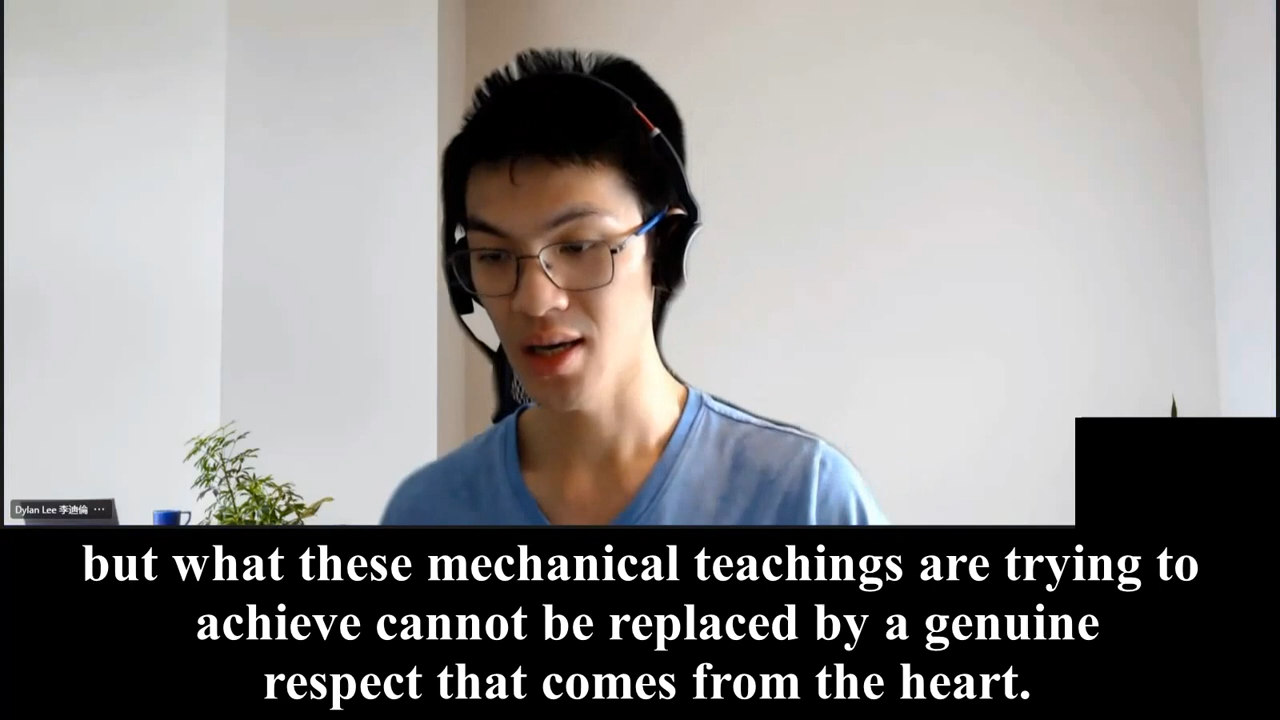 Dylan Lee 李迪倫 ···
but what these mechanical teachings are trying to
achieve cannot be replaced by a genuine
respect that comes from the heart.